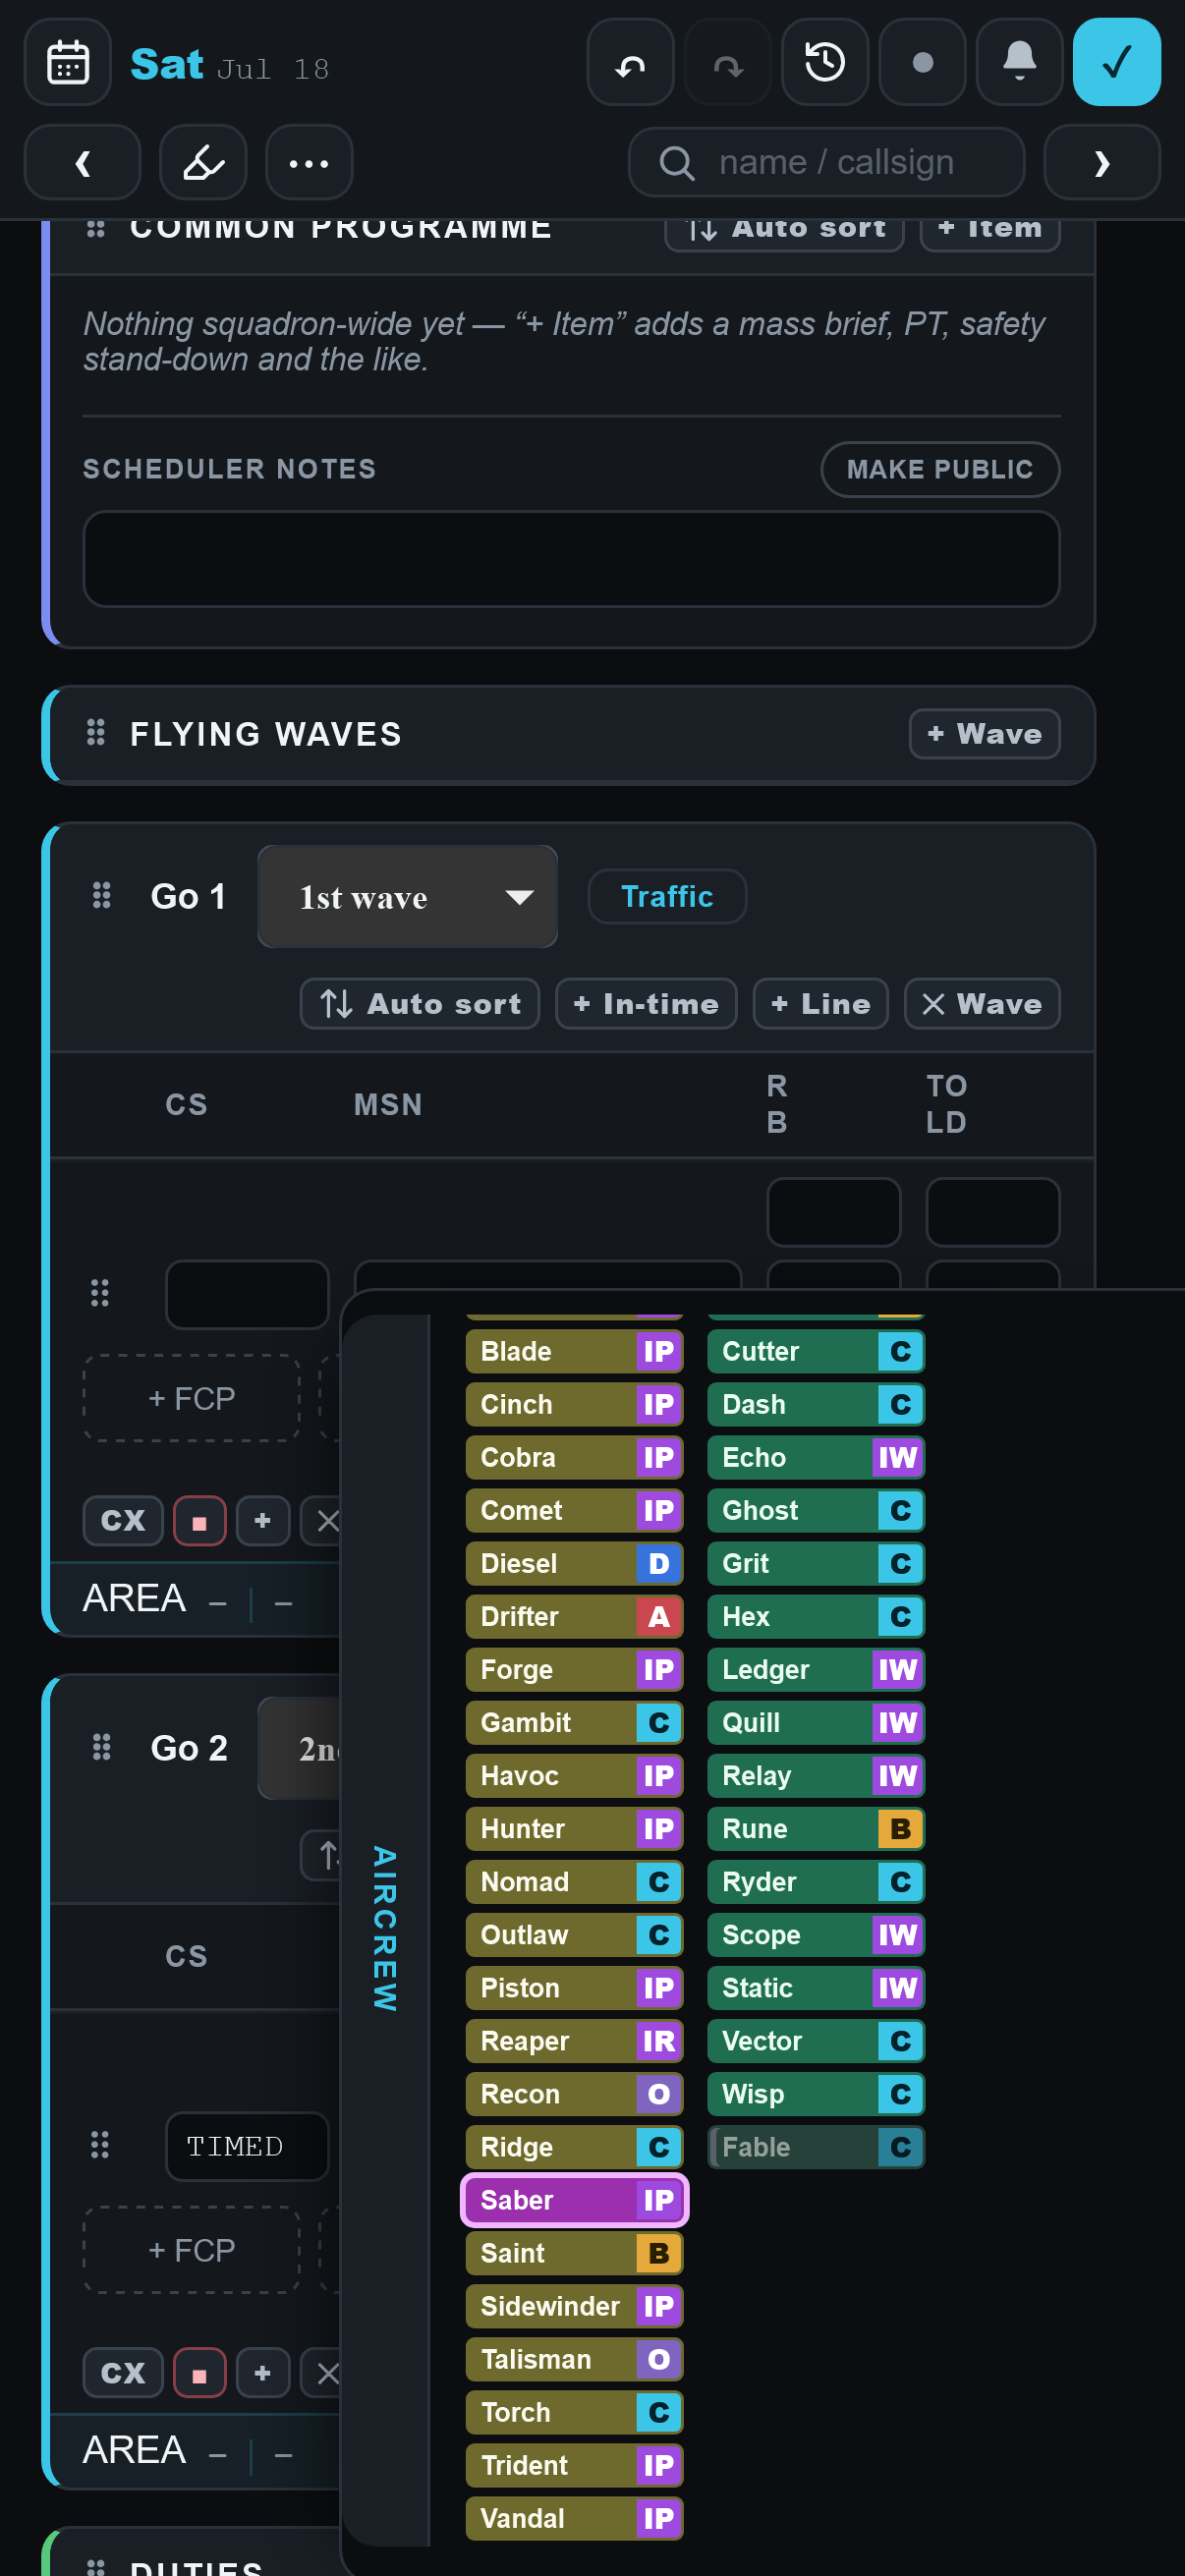 Sat Jul 18
name / callsign
COMMON PROGRAMME Auto sort + Item
Nothing squadron-wide yet — “+ Item” adds a mass brief, PT, safety
stand-down and the like.
SCHEDULER NOTES MAKE PUBLIC
FLYING WAVES + Wave
Go 1 1st wave Traffic
Auto sort + In-time + Line × Wave
CS MSN R B TO LD
+ FCP
CX + ×
AREA – | –
Go 2
CS
TIMED
+ FCP
CX + ×
AREA – | –
DUTIES
AIRCREW
Blade IP
Cinch IP
Cobra IP
Comet IP
Diesel D
Drifter A
Forge IP
Gambit C
Havoc IP
Hunter IP
Nomad C
Outlaw C
Piston IP
Reaper IR
Recon O
Ridge C
Saber IP
Saint B
Sidewinder IP
Talisman O
Torch C
Trident IP
Vandal IP
Cutter C
Dash C
Echo IW
Ghost C
Grit C
Hex C
Ledger IW
Quill IW
Relay IW
Rune B
Ryder C
Scope IW
Static IW
Vector C
Wisp C
Fable C